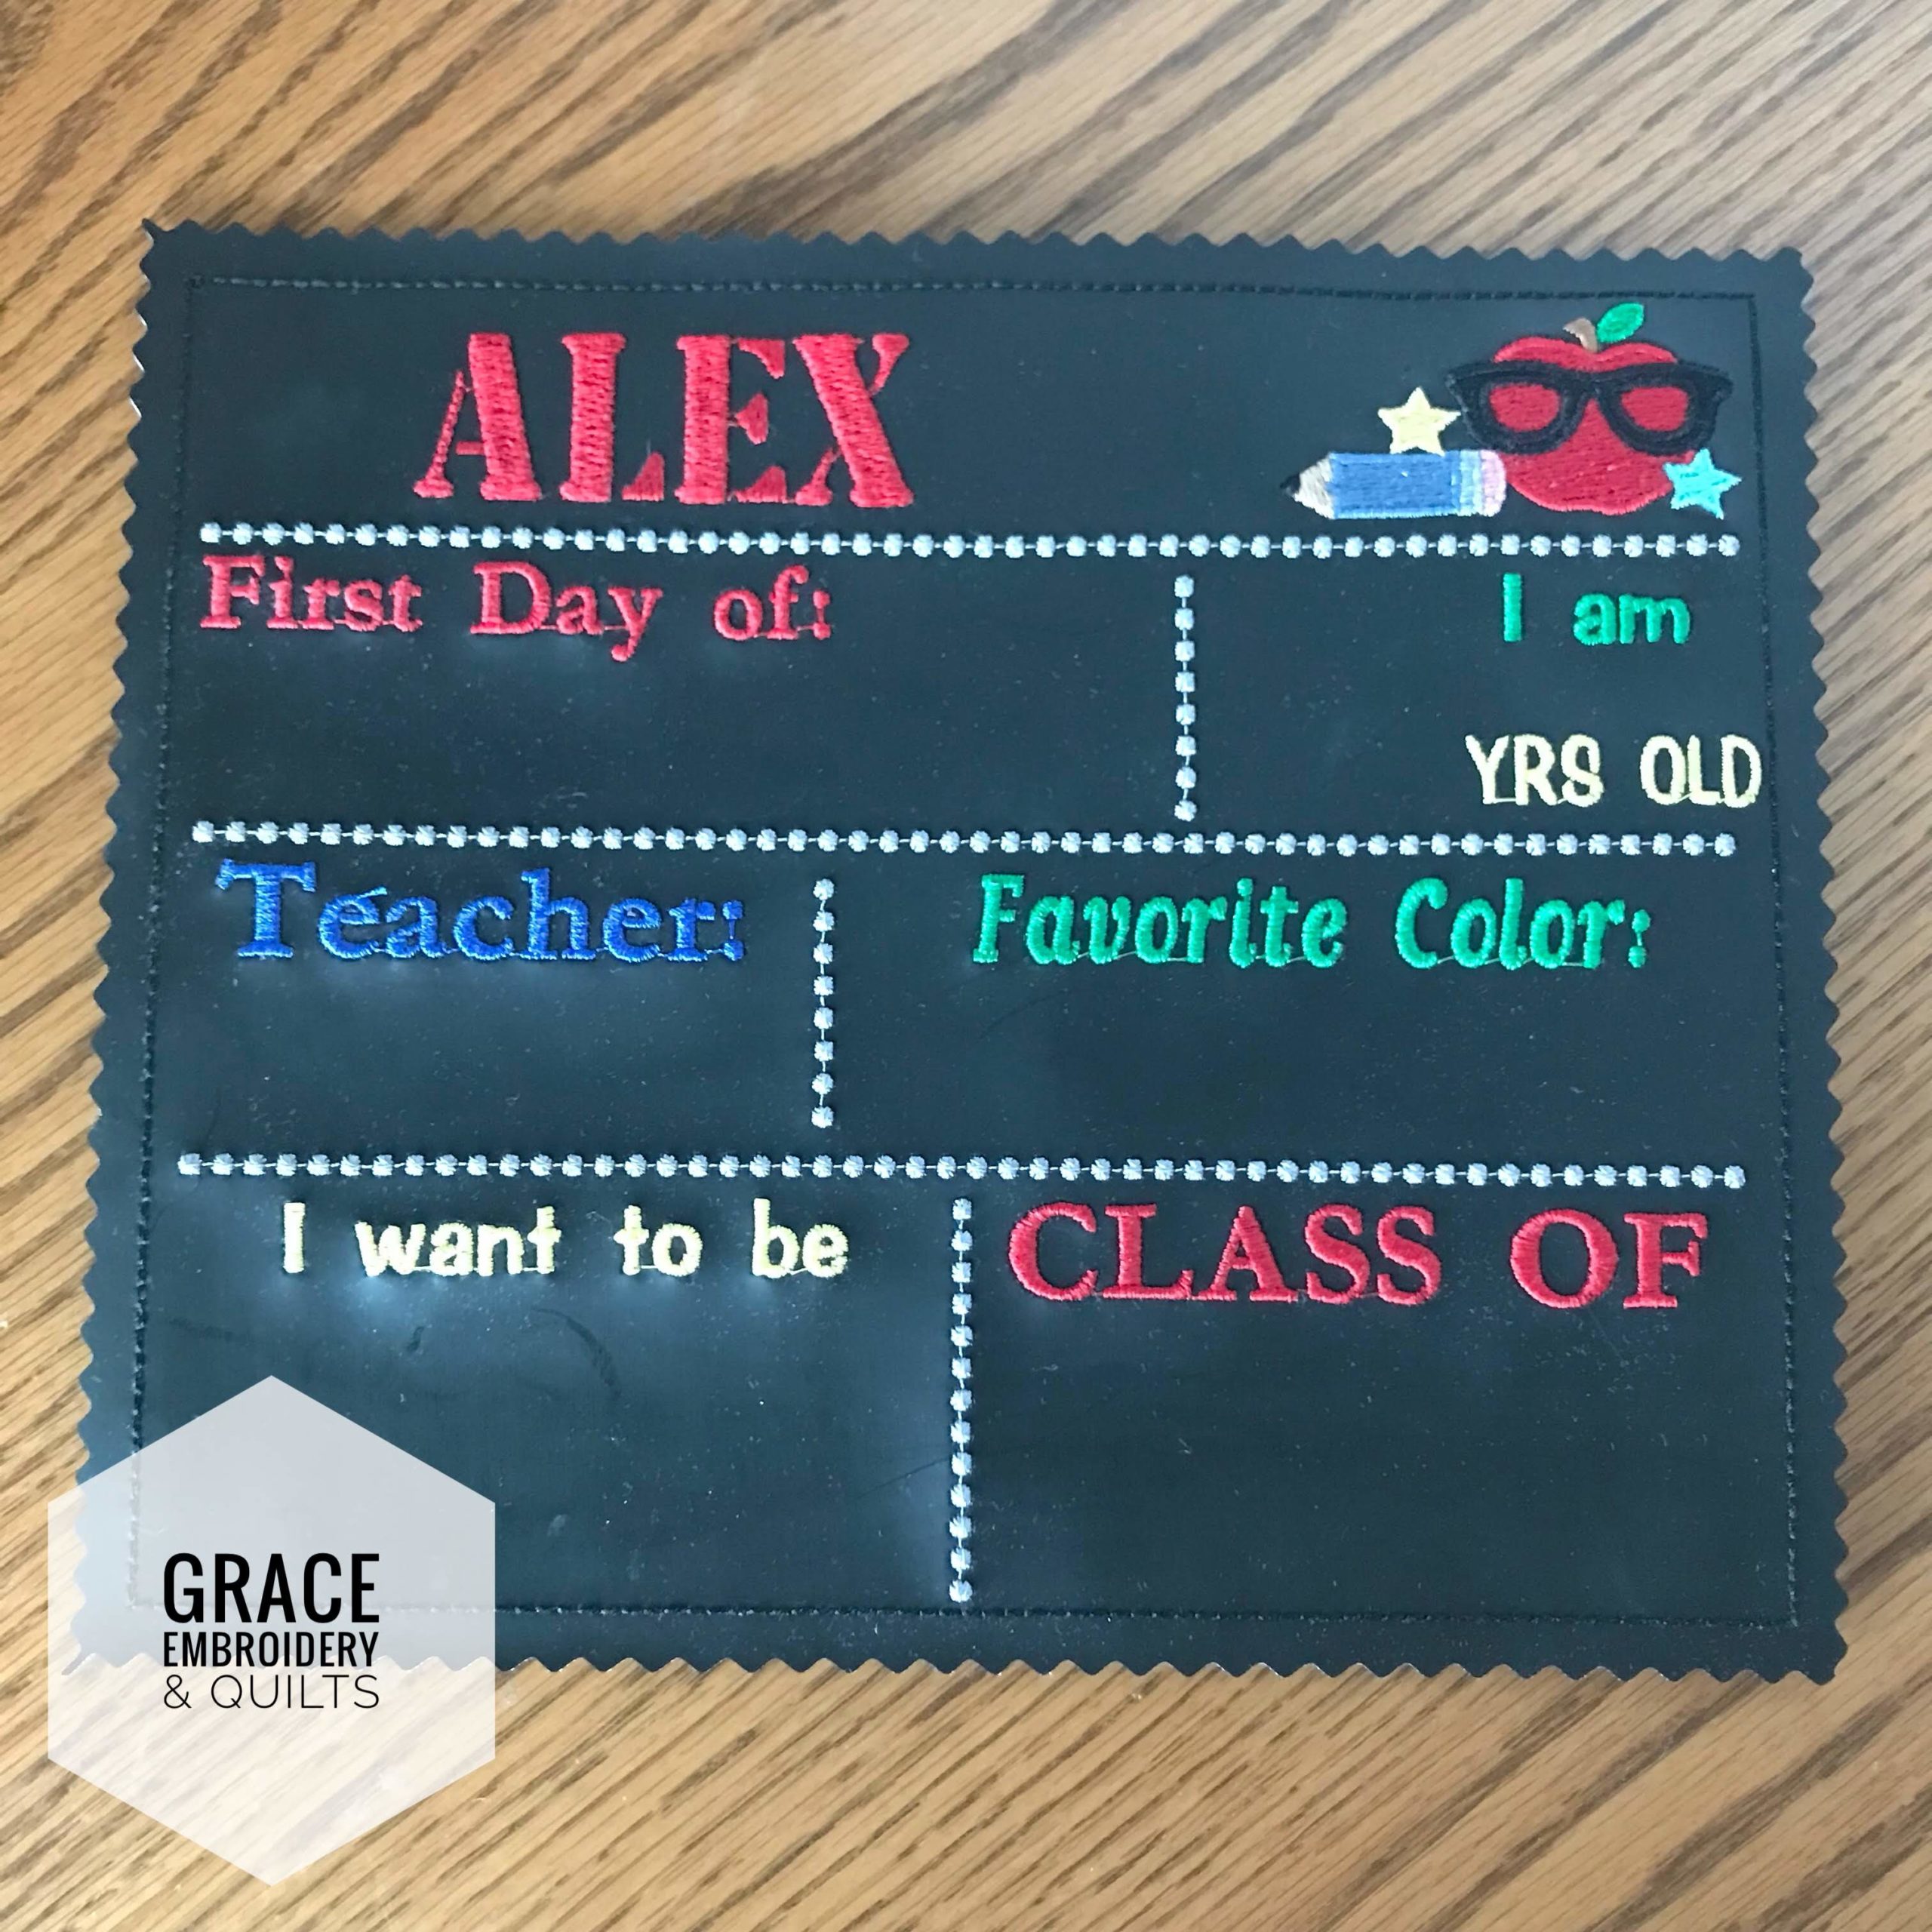 ALEX
First Day of:
I am
YRS OLD
Teacher:
Favorite Color:
I want to be
CLASS OF
GRACE
EMBROIDERY
& QUILTS